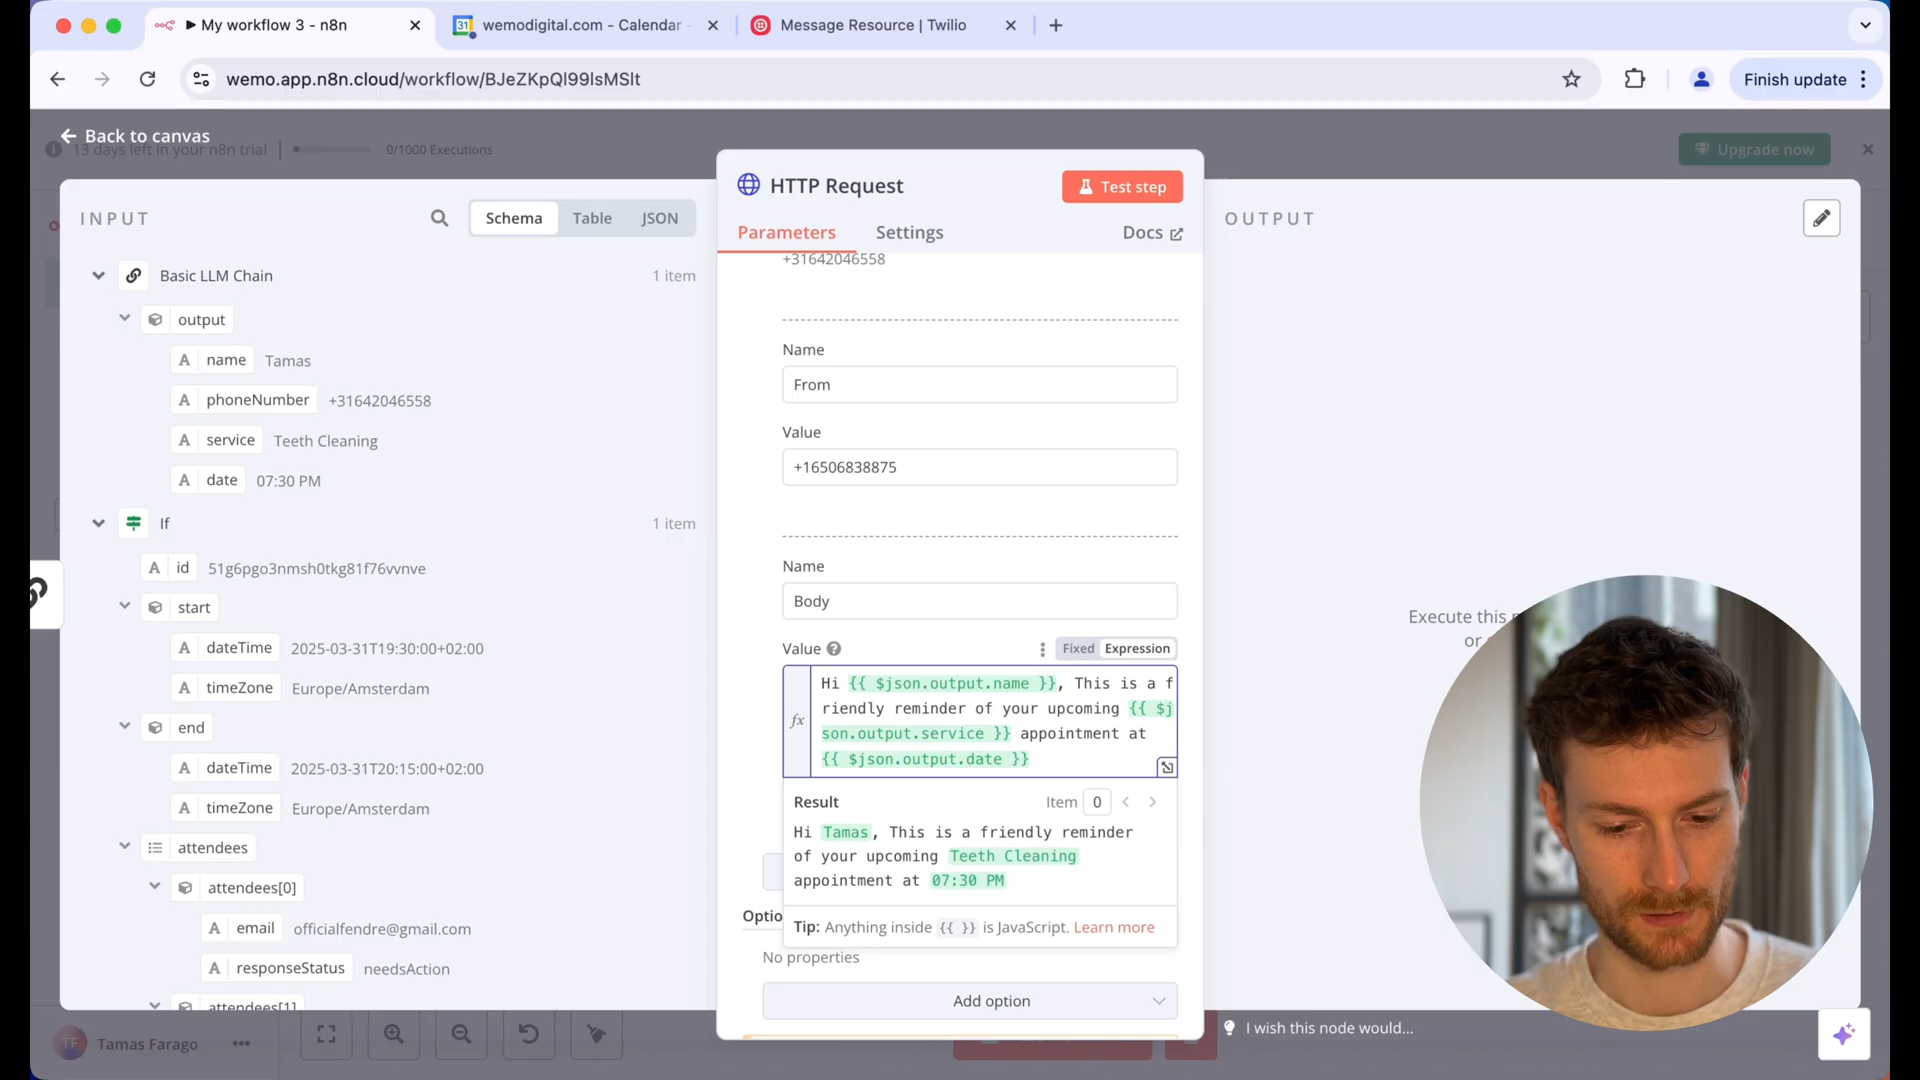 My workflow 3 - n8n
wemodigital.com - Calendar -
Message Resource | Twilio
wemo.app.n8n.cloud/workflow/BJeZKpQl99lsMSlt
Finish update
Back to canvas
13 days left in your n8n trial
0/1000 Executions
Upgrade now
INPUT
Schema
Table
JSON
Basic LLM Chain
1 item
output
A name Tamas
A phoneNumber +31642046558
A service Teeth Cleaning
A date 07:30 PM
If
1 item
A id 51g6pgo3nmsh0tkg81f76vvnve
start
A dateTime 2025-03-31T19:30:00+02:00
A timeZone Europe/Amsterdam
end
A dateTime 2025-03-31T20:15:00+02:00
A timeZone Europe/Amsterdam
attendees
attendees[0]
A email officialfendre@gmail.com
A responseStatus needsAction
attendees[1]
TF Tamas Farago
HTTP Request
Test step
Parameters
Settings
Docs
+31642046558
Name
From
Value
+16506838875
Name
Body
Value
Fixed
Expression
fx
Hi {{ $json.output.name }}, This is a f
riendly reminder of your upcoming {{ $j
son.output.service }} appointment at
{{ $json.output.date }}
Result
Item 0
Hi Tamas, This is a friendly reminder
of your upcoming Teeth Cleaning
appointment at 07:30 PM
Optio
Tip: Anything inside {{ }} is JavaScript. Learn more
No properties
Add option
OUTPUT
Execute this
or
I wish this node would...